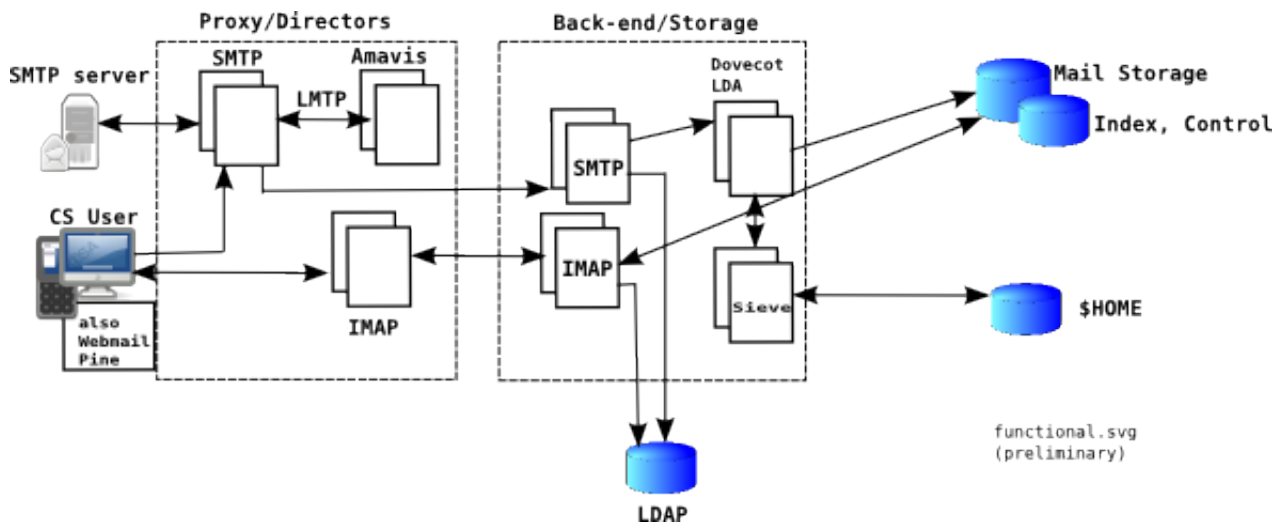 Proxy/Directors
Back-end/Storage
SMTP server
SMTP
Amavis
LMTP
Dovecot
LDA
Mail Storage
Index, Control
SMTP
CS User
IMAP
IMAP
Sieve
$HOME
also
Webmail
Pine
functional.svg
(preliminary)
LDAP